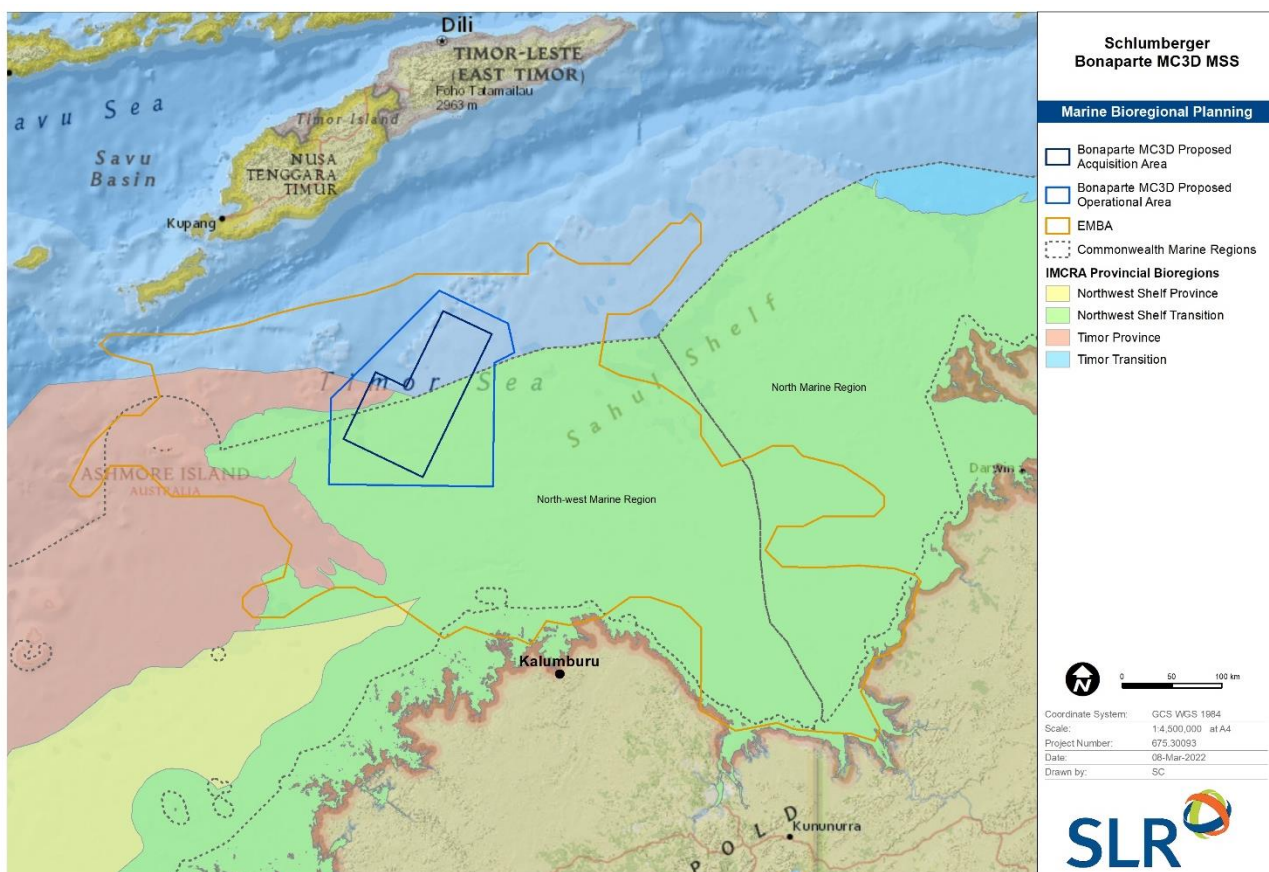 Dili
TIMOR-LESTE
(EAST TIMOR)
Foho Tatamailau
2963 m
Timor Island
avu Sea
Savu
Basin
NUSA
TENGGARA
TIMUR
Kupang
Timor Sea
Sahul Shelf
North Marine Region
ASHMORE ISLAND
AUSTRALIA
North-west Marine Region
Darwin
Kalumburu
Kununurra
POLD
Schlumberger
Bonaparte MC3D MSS
Marine Bioregional Planning
Bonaparte MC3D Proposed
Acquisition Area
Bonaparte MC3D Proposed
Operational Area
EMBA
Commonwealth Marine Regions
IMCRA Provincial Bioregions
Northwest Shelf Province
Northwest Shelf Transition
Timor Province
Timor Transition
N
0 50 100 km
Coordinate System: GCS WGS 1984
Scale: 1:4,500,000 at A4
Project Number: 675.30093
Date: 08-Mar-2022
Drawn by: SC
SLR